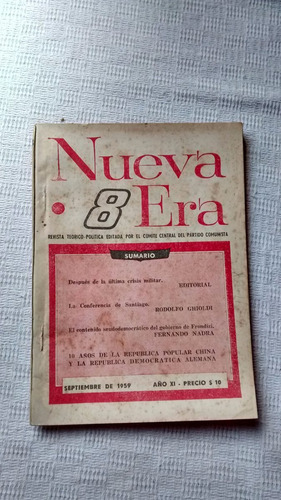 Nueva
8 Era
REVISTA TEORICO-POLITICA EDITADA POR EL COMITE CENTRAL DEL PARTIDO COMUNISTA
SUMARIO
Después de la última crisis militar.
EDITORIAL
La Conferencia de Santiago.
RODOLFO GHIOLDI
El contenido seudodemocrático del gobierno de Frondizi.
FERNANDO NADRA
10 AÑOS DE LA REPUBLICA POPULAR CHINA
Y LA REPUBLICA DEMOCRATICA ALEMANA
SEPTIEMBRE DE 1959 AÑO XI - PRECIO $ 10